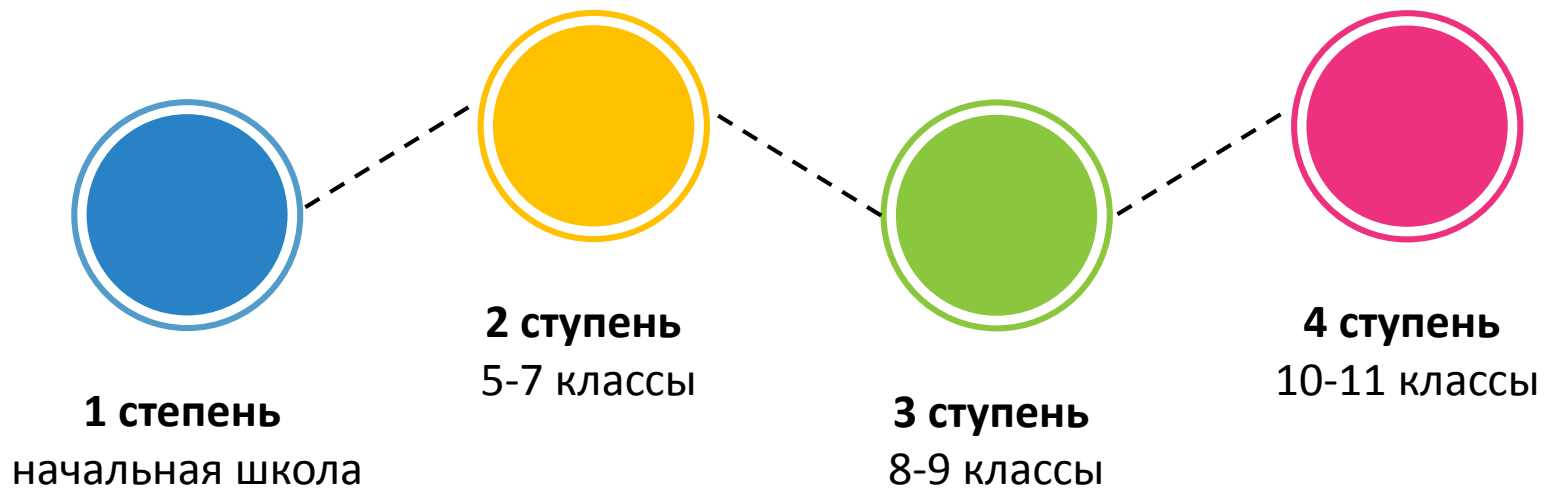 1 степень
начальная школа
2 ступень
5-7 классы
3 ступень
8-9 классы
4 ступень
10-11 классы